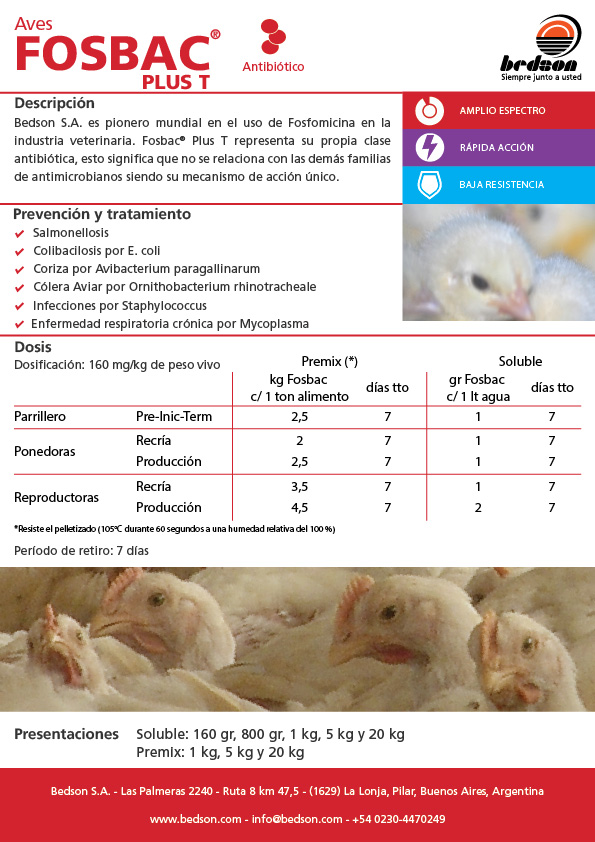 Aves
FOSBAC®
PLUS T
Antibiótico
bedson
Siempre junto a usted
Descripción
Bedson S.A. es pionero mundial en el uso de Fosfomicina en la
industria veterinaria. Fosbac® Plus T representa su propia clase
antibiótica, esto significa que no se relaciona con las demás familias
de antimicrobianos siendo su mecanismo de acción único.
AMPLIO ESPECTRO
RÁPIDA ACCIÓN
BAJA RESISTENCIA
Prevención y tratamiento
Salmonellosis
Colibacilosis por E. coli
Coriza por Avibacterium paragallinarum
Cólera Aviar por Ornithobacterium rhinotracheale
Infecciones por Staphylococcus
Enfermedad respiratoria crónica por Mycoplasma
Dosis
Dosificación: 160 mg/kg de peso vivo
Premix (*) Soluble
kg Fosbac c/ 1 ton alimento días tto gr Fosbac c/ 1 lt agua días tto
Parrillero Pre-Inic-Term 2,5 7 1 7
Ponedoras Recría 2 7 1 7
Producción 2,5 7 1 7
Reproductoras Recría 3,5 7 1 7
Producción 4,5 7 2 7
*Resiste el pelletizado (105ºC durante 60 segundos a una humedad relativa del 100 %)
Período de retiro: 7 días
Presentaciones Soluble: 160 gr, 800 gr, 1 kg, 5 kg y 20 kg
Premix: 1 kg, 5 kg y 20 kg
Bedson S.A. - Las Palmeras 2240 - Ruta 8 km 47,5 - (1629) La Lonja, Pilar, Buenos Aires, Argentina
www.bedson.com - info@bedson.com - +54 0230-4470249